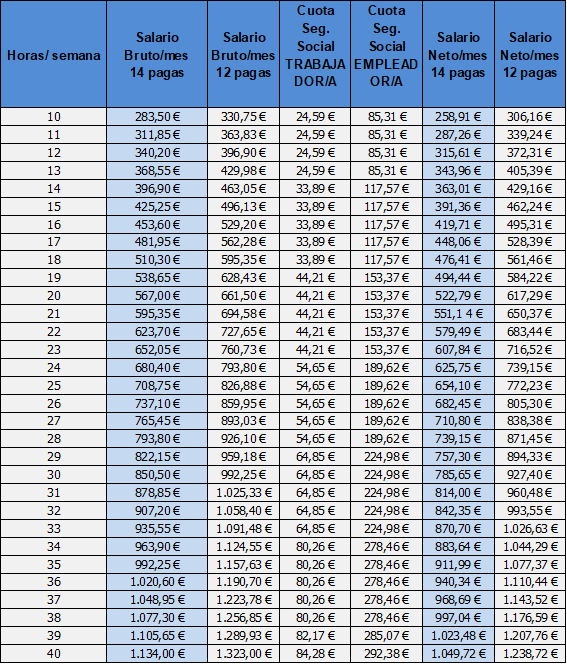 Horas/ semana Salario Bruto/mes 14 pagas Salario Bruto/mes 12 pagas Cuota Seg. Social TRABAJA DOR/A Cuota Seg. Social EMPLEAD OR/A Salario Neto/mes 14 pagas Salario Neto/mes 12 pagas
10 283,50 € 330,75 € 24,59 € 85,31 € 258,91 € 306,16 €
11 311,85 € 363,83 € 24,59 € 85,31 € 287,26 € 339,24 €
12 340,20 € 396,90 € 24,59 € 85,31 € 315,61 € 372,31 €
13 368,55 € 429,98 € 24,59 € 85,31 € 343,96 € 405,39 €
14 396,90 € 463,05 € 33,89 € 117,57 € 363,01 € 429,16 €
15 425,25 € 496,13 € 33,89 € 117,57 € 391,36 € 462,24 €
16 453,60 € 529,20 € 33,89 € 117,57 € 419,71 € 495,31 €
17 481,95 € 562,28 € 33,89 € 117,57 € 448,06 € 528,39 €
18 510,30 € 595,35 € 33,89 € 117,57 € 476,41 € 561,46 €
19 538,65 € 628,43 € 44,21 € 153,37 € 494,44 € 584,22 €
20 567,00 € 661,50 € 44,21 € 153,37 € 522,79 € 617,29 €
21 595,35 € 694,58 € 44,21 € 153,37 € 551,1 4 € 650,37 €
22 623,70 € 727,65 € 44,21 € 153,37 € 579,49 € 683,44 €
23 652,05 € 760,73 € 44,21 € 153,37 € 607,84 € 716,52 €
24 680,40 € 793,80 € 54,65 € 189,62 € 625,75 € 739,15 €
25 708,75 € 826,88 € 54,65 € 189,62 € 654,10 € 772,23 €
26 737,10 € 859,95 € 54,65 € 189,62 € 682,45 € 805,30 €
27 765,45 € 893,03 € 54,65 € 189,62 € 710,80 € 838,38 €
28 793,80 € 926,10 € 54,65 € 189,62 € 739,15 € 871,45 €
29 822,15 € 959,18 € 64,85 € 224,98 € 757,30 € 894,33 €
30 850,50 € 992,25 € 64,85 € 224,98 € 785,65 € 927,40 €
31 878,85 € 1.025,33 € 64,85 € 224,98 € 814,00 € 960,48 €
32 907,20 € 1.058,40 € 64,85 € 224,98 € 842,35 € 993,55 €
33 935,55 € 1.091,48 € 64,85 € 224,98 € 870,70 € 1.026,63 €
34 963,90 € 1.124,55 € 80,26 € 278,46 € 883,64 € 1.044,29 €
35 992,25 € 1.157,63 € 80,26 € 278,46 € 911,99 € 1.077,37 €
36 1.020,60 € 1.190,70 € 80,26 € 278,46 € 940,34 € 1.110,44 €
37 1.048,95 € 1.223,78 € 80,26 € 278,46 € 968,69 € 1.143,52 €
38 1.077,30 € 1.256,85 € 80,26 € 278,46 € 997,04 € 1.176,59 €
39 1.105,65 € 1.289,93 € 82,17 € 285,07 € 1.023,48 € 1.207,76 €
40 1.134,00 € 1.323,00 € 84,28 € 292,38 € 1.049,72 € 1.238,72 €